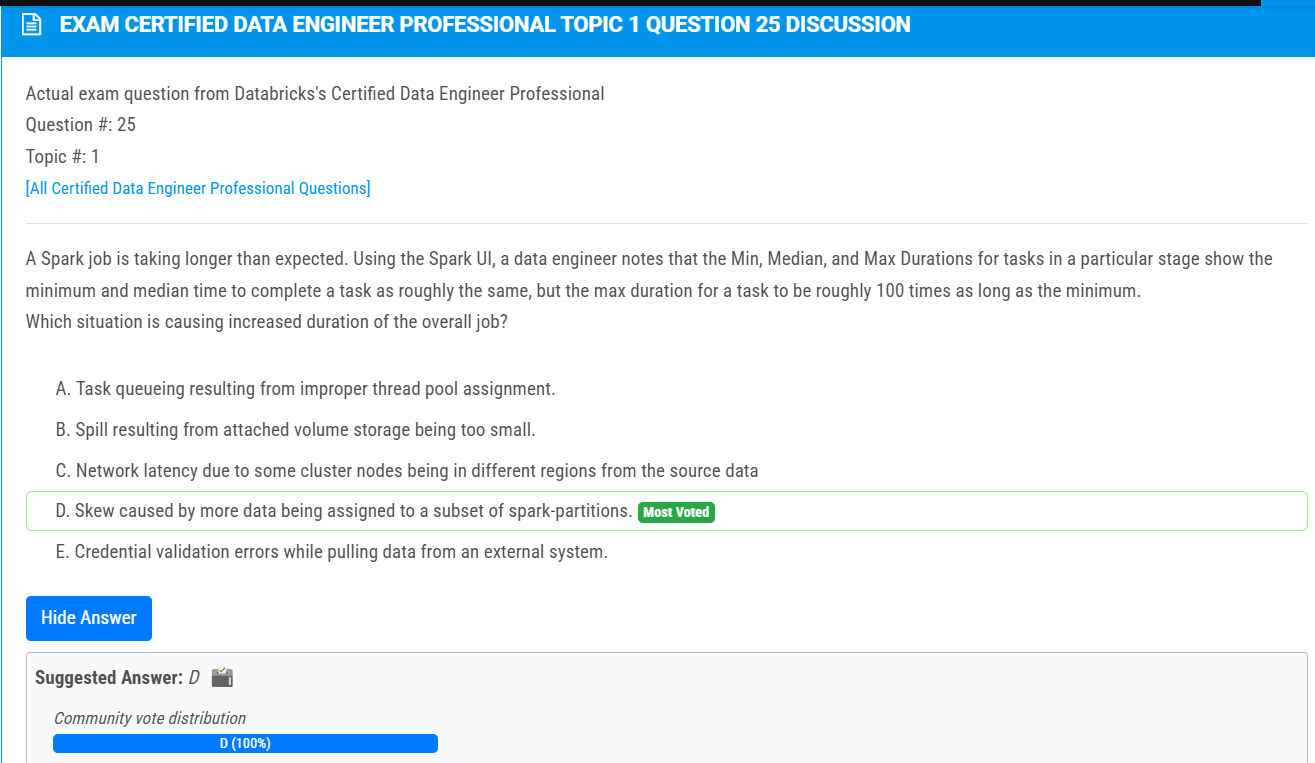 EXAM CERTIFIED DATA ENGINEER PROFESSIONAL TOPIC 1 QUESTION 25 DISCUSSION
Actual exam question from Databricks's Certified Data Engineer Professional
Question #: 25
Topic #: 1
[All Certified Data Engineer Professional Questions]
A Spark job is taking longer than expected. Using the Spark UI, a data engineer notes that the Min, Median, and Max Durations for tasks in a particular stage show the
minimum and median time to complete a task as roughly the same, but the max duration for a task to be roughly 100 times as long as the minimum.
Which situation is causing increased duration of the overall job?
A. Task queueing resulting from improper thread pool assignment.
B. Spill resulting from attached volume storage being too small.
C. Network latency due to some cluster nodes being in different regions from the source data
D. Skew caused by more data being assigned to a subset of spark-partitions. Most Voted
E. Credential validation errors while pulling data from an external system.
Hide Answer
Suggested Answer: D
Community vote distribution
D (100%)